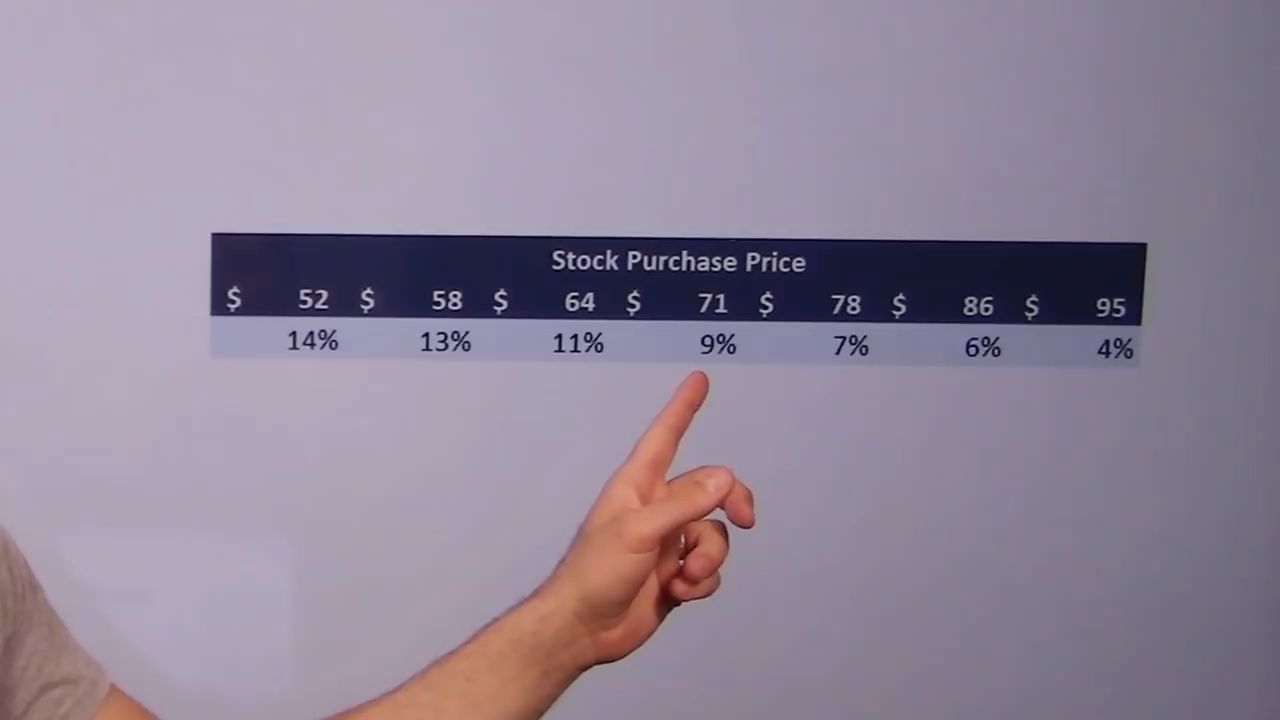 Stock Purchase Price
$ 52 $ 58 $ 64 $ 71 $ 78 $ 86 $ 95
14% 13% 11% 9% 7% 6% 4%